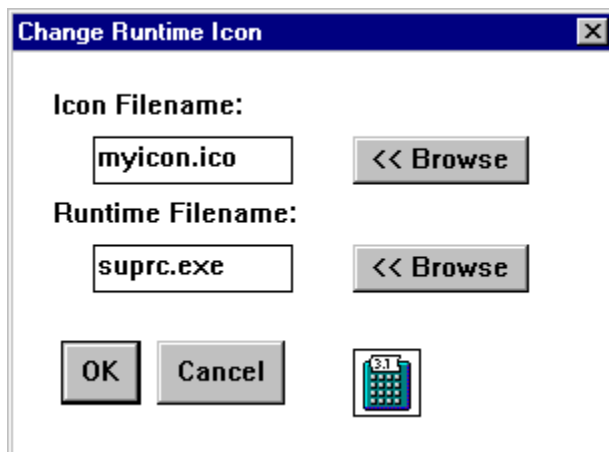 Change Runtime Icon
Icon Filename:
myicon.ico
<< Browse
Runtime Filename:
suprc.exe
<< Browse
OK
Cancel
3.1